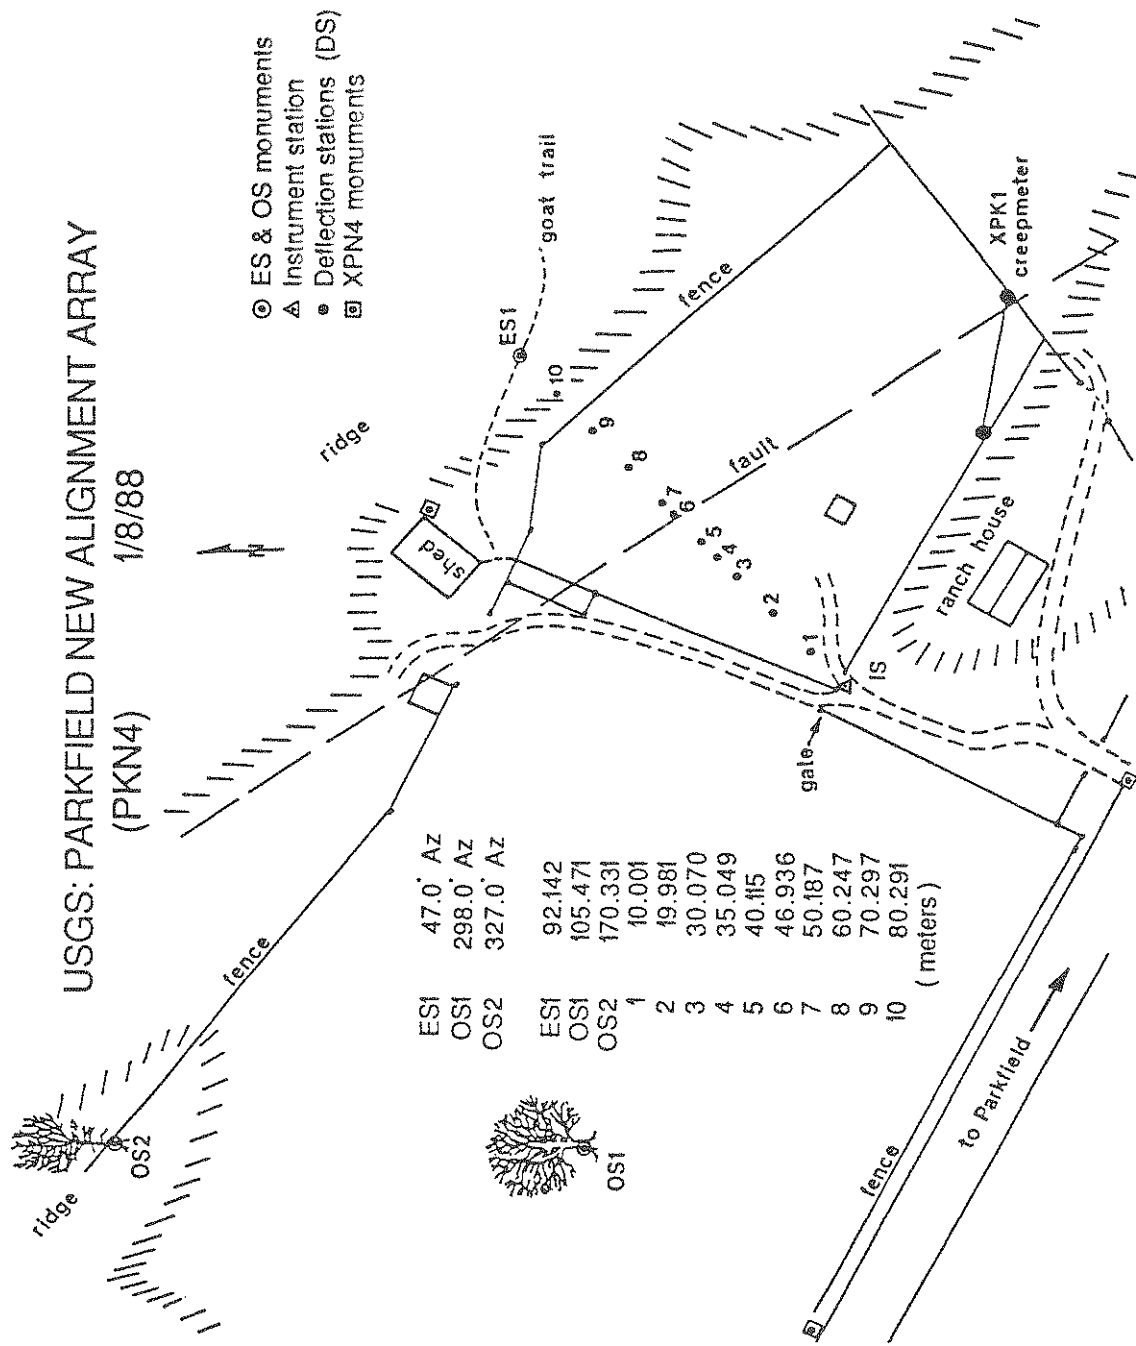 USGS: PARKFIELD NEW ALIGNMENT ARRAY
(PKN4) 1/8/88
ES & OS monuments
Instrument station
Deflection stations (DS)
XPN4 monuments
ridge
OS2
fence
ridge
shed
N
ES1
goat trail
10
9
8
7
6
5
4
3
2
1
fence
fault
OS1
ES1 47.0° Az
OS1 298.0° Az
OS2 327.0° Az
ES1 92.142
OS1 105.471
OS2 170.331
1 10.001
2 19.981
3 30.070
4 35.049
5 40.115
6 46.936
7 50.187
8 60.247
9 70.297
10 80.291
(meters)
gate
IS
ranch house
XPK1
creepmeter
fence
to Parkfield